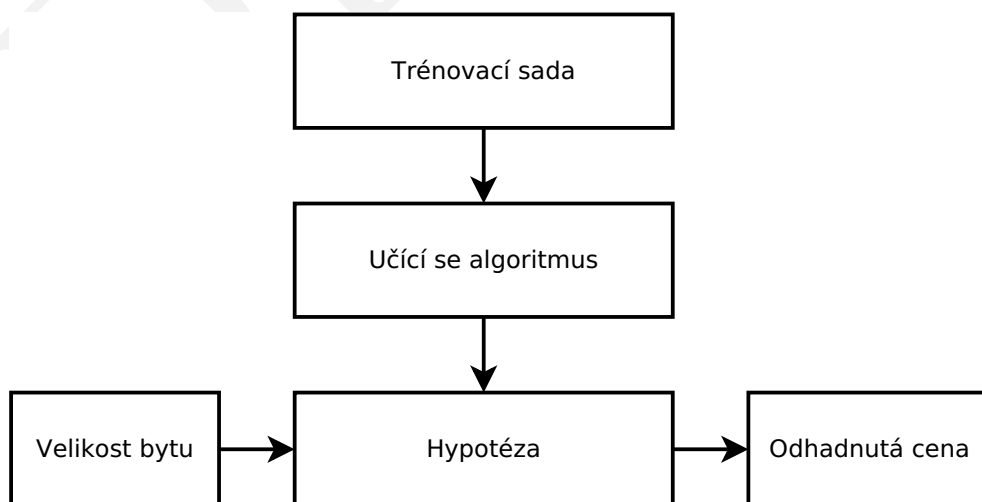 Trénovací sada
Učící se algoritmus
Velikost bytu
Hypotéza
Odhadnutá cena